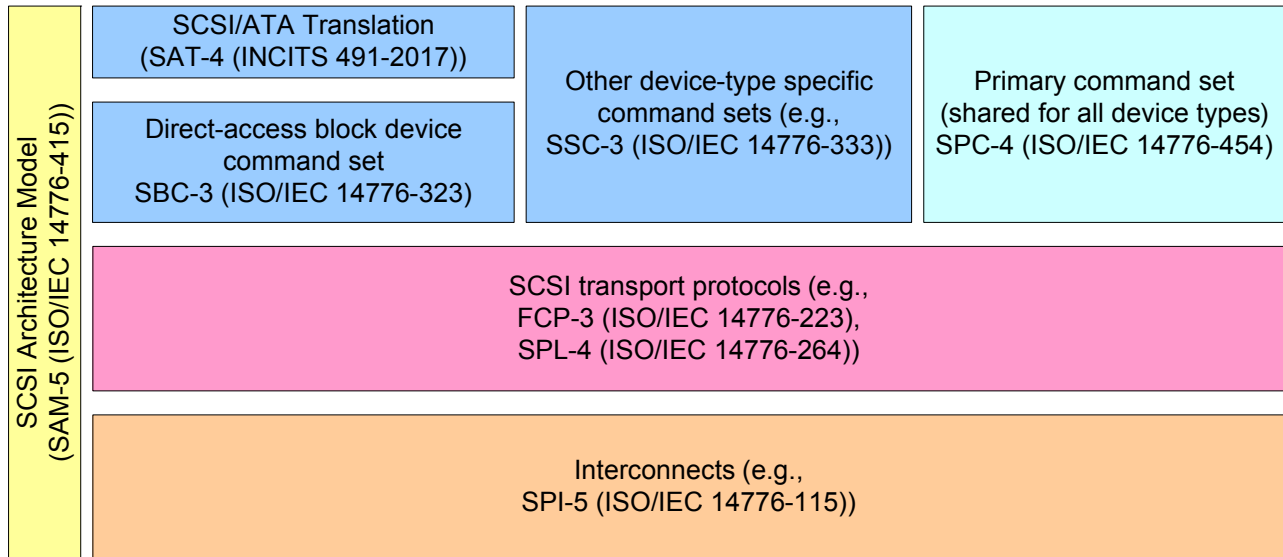 SCSI Architecture Model
(SAM-5 (ISO/IEC 14776-415)
SCSI/ATA Translation
(SAT-4 (INCITS 491-2017))
Direct-access block device
command set
SBC-3 (ISO/IEC 14776-323)
Other device-type specific
command sets (e.g.,
SSC-3 (ISO/IEC 14776-333))
Primary command set
(shared for all device types)
SPC-4 (ISO/IEC 14776-454)
SCSI transport protocols (e.g.,
FCP-3 (ISO/IEC 14776-223),
SPL-4 (ISO/IEC 14776-264))
Interconnects (e.g.,
SPI-5 (ISO/IEC 14776-115))